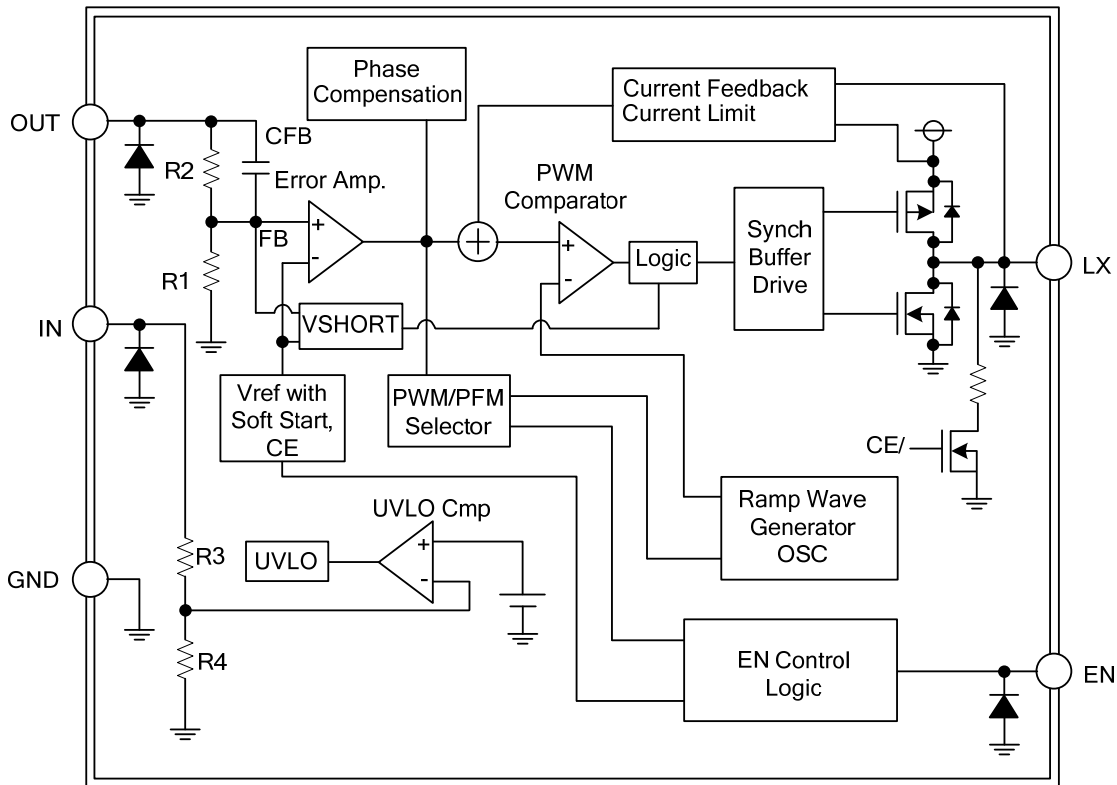 Phase
Compensation
Current Feedback
Current Limit
OUT
CFB
R2
Error Amp.
PWM
Comparator
+
-
FB
+
+
-
Logic
Synch
Buffer
Drive
LX
R1
IN
VSHORT
Vref with
Soft Start,
CE
PWM/PFM
Selector
CE/
UVLO Cmp
Ramp Wave
Generator
OSC
R3
UVLO
+
-
GND
R4
EN Control
Logic
EN